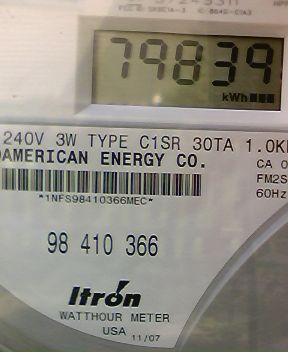 79839
kWh
240V 3W TYPE C1SR 30TA 1.0K
AMERICAN ENERGY CO.
CA 0
FM2S
60Hz
*1NFS98410366MEC*
98 410 366
Itron
WATTHOUR METER
USA 11/07